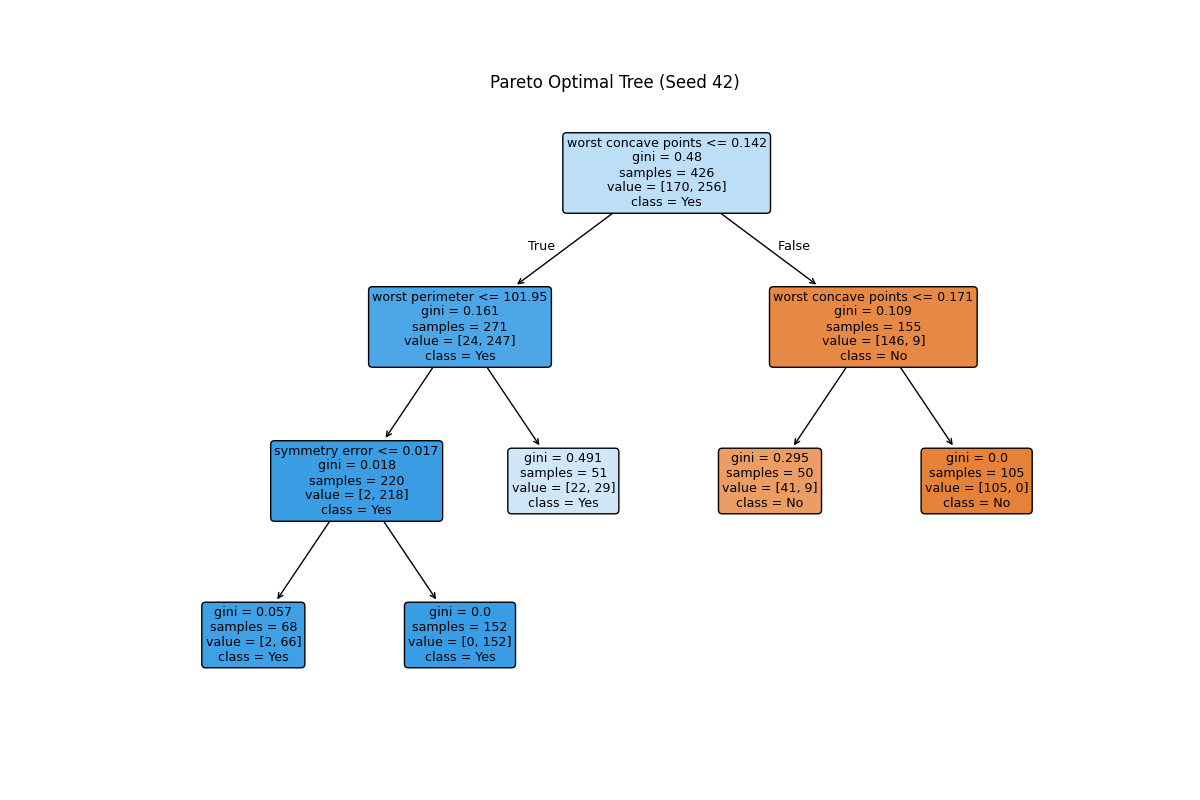 Pareto Optimal Tree (Seed 42)
worst concave points <= 0.142
gini = 0.48
samples = 426
value = [170, 256]
class = Yes
True
False
worst perimeter <= 101.95
gini = 0.161
samples = 271
value = [24, 247]
class = Yes
worst concave points <= 0.171
gini = 0.109
samples = 155
value = [146, 9]
class = No
symmetry error <= 0.017
gini = 0.018
samples = 220
value = [2, 218]
class = Yes
gini = 0.491
samples = 51
value = [22, 29]
class = Yes
gini = 0.295
samples = 50
value = [41, 9]
class = No
gini = 0.0
samples = 105
value = [105, 0]
class = No
gini = 0.057
samples = 68
value = [2, 66]
class = Yes
gini = 0.0
samples = 152
value = [0, 152]
class = Yes